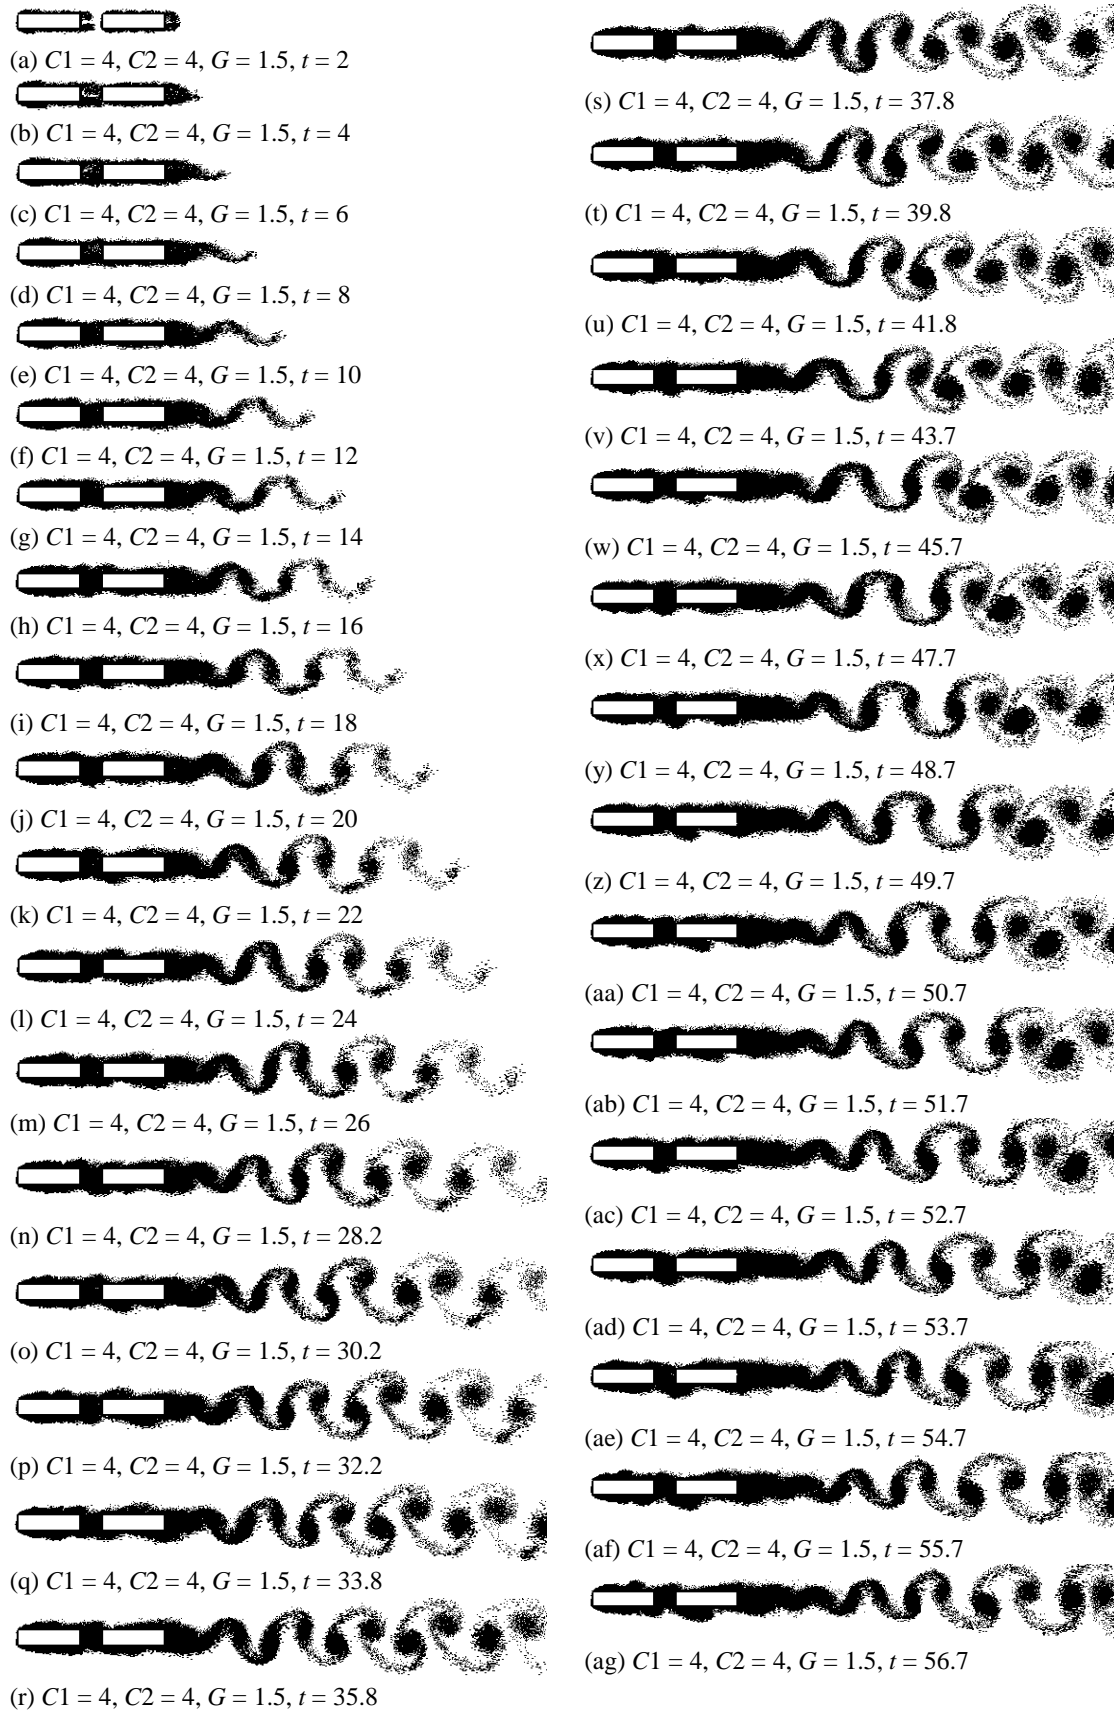 (a) C1 = 4, C2 = 4, G = 1.5, t = 2
(b) C1 = 4, C2 = 4, G = 1.5, t = 4
(c) C1 = 4, C2 = 4, G = 1.5, t = 6
(d) C1 = 4, C2 = 4, G = 1.5, t = 8
(e) C1 = 4, C2 = 4, G = 1.5, t = 10
(f) C1 = 4, C2 = 4, G = 1.5, t = 12
(g) C1 = 4, C2 = 4, G = 1.5, t = 14
(h) C1 = 4, C2 = 4, G = 1.5, t = 16
(i) C1 = 4, C2 = 4, G = 1.5, t = 18
(j) C1 = 4, C2 = 4, G = 1.5, t = 20
(k) C1 = 4, C2 = 4, G = 1.5, t = 22
(l) C1 = 4, C2 = 4, G = 1.5, t = 24
(m) C1 = 4, C2 = 4, G = 1.5, t = 26
(n) C1 = 4, C2 = 4, G = 1.5, t = 28.2
(o) C1 = 4, C2 = 4, G = 1.5, t = 30.2
(p) C1 = 4, C2 = 4, G = 1.5, t = 32.2
(q) C1 = 4, C2 = 4, G = 1.5, t = 33.8
(r) C1 = 4, C2 = 4, G = 1.5, t = 35.8
(s) C1 = 4, C2 = 4, G = 1.5, t = 37.8
(t) C1 = 4, C2 = 4, G = 1.5, t = 39.8
(u) C1 = 4, C2 = 4, G = 1.5, t = 41.8
(v) C1 = 4, C2 = 4, G = 1.5, t = 43.7
(w) C1 = 4, C2 = 4, G = 1.5, t = 45.7
(x) C1 = 4, C2 = 4, G = 1.5, t = 47.7
(y) C1 = 4, C2 = 4, G = 1.5, t = 48.7
(z) C1 = 4, C2 = 4, G = 1.5, t = 49.7
(aa) C1 = 4, C2 = 4, G = 1.5, t = 50.7
(ab) C1 = 4, C2 = 4, G = 1.5, t = 51.7
(ac) C1 = 4, C2 = 4, G = 1.5, t = 52.7
(ad) C1 = 4, C2 = 4, G = 1.5, t = 53.7
(ae) C1 = 4, C2 = 4, G = 1.5, t = 54.7
(af) C1 = 4, C2 = 4, G = 1.5, t = 55.7
(ag) C1 = 4, C2 = 4, G = 1.5, t = 56.7